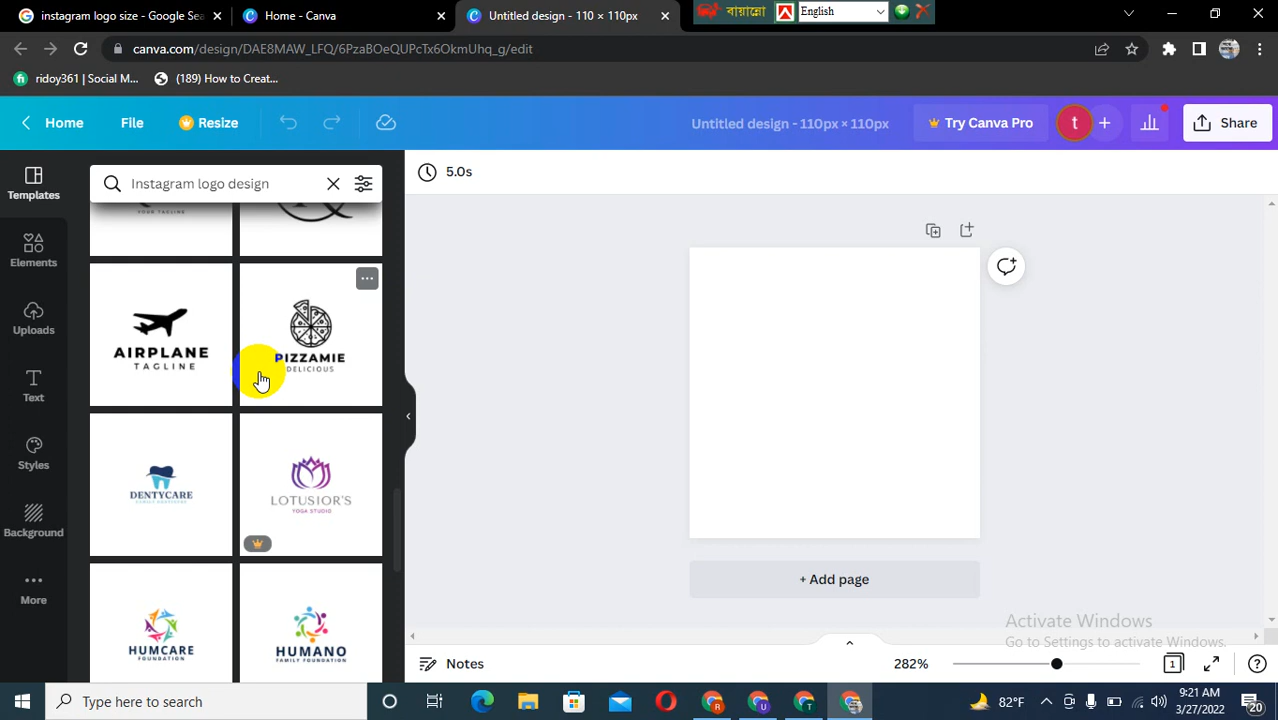 instagram logo size - Google Sea
Home - Canva
Untitled design - 110 × 110px
বায়ান্নো
English
canva.com/design/DAE8MAW_LFQ/6PzaBOeQUPcTx6OkmUhq_g/edit
ridoy361 | Social M...
(189) How to Creat...
Home
File
Resize
Untitled design - 110px × 110px
Try Canva Pro
t
Share
Templates
Instagram logo design
5.0s
YOUR TAGLINE
Elements
Uploads
AIRPLANE
TAGLINE
PIZZAMIE
DELICIOUS
Text
Styles
DENTYCARE
LOTUSIOR'S
YOGA STUDIO
Background
More
HUMCARE
FOUNDATION
HUMANO
FAMILY FOUNDATION
+ Add page
Activate Windows
Go to Settings to activate Windows.
Notes
282%
1
Type here to search
82°F
9:21 AM
3/27/2022
20